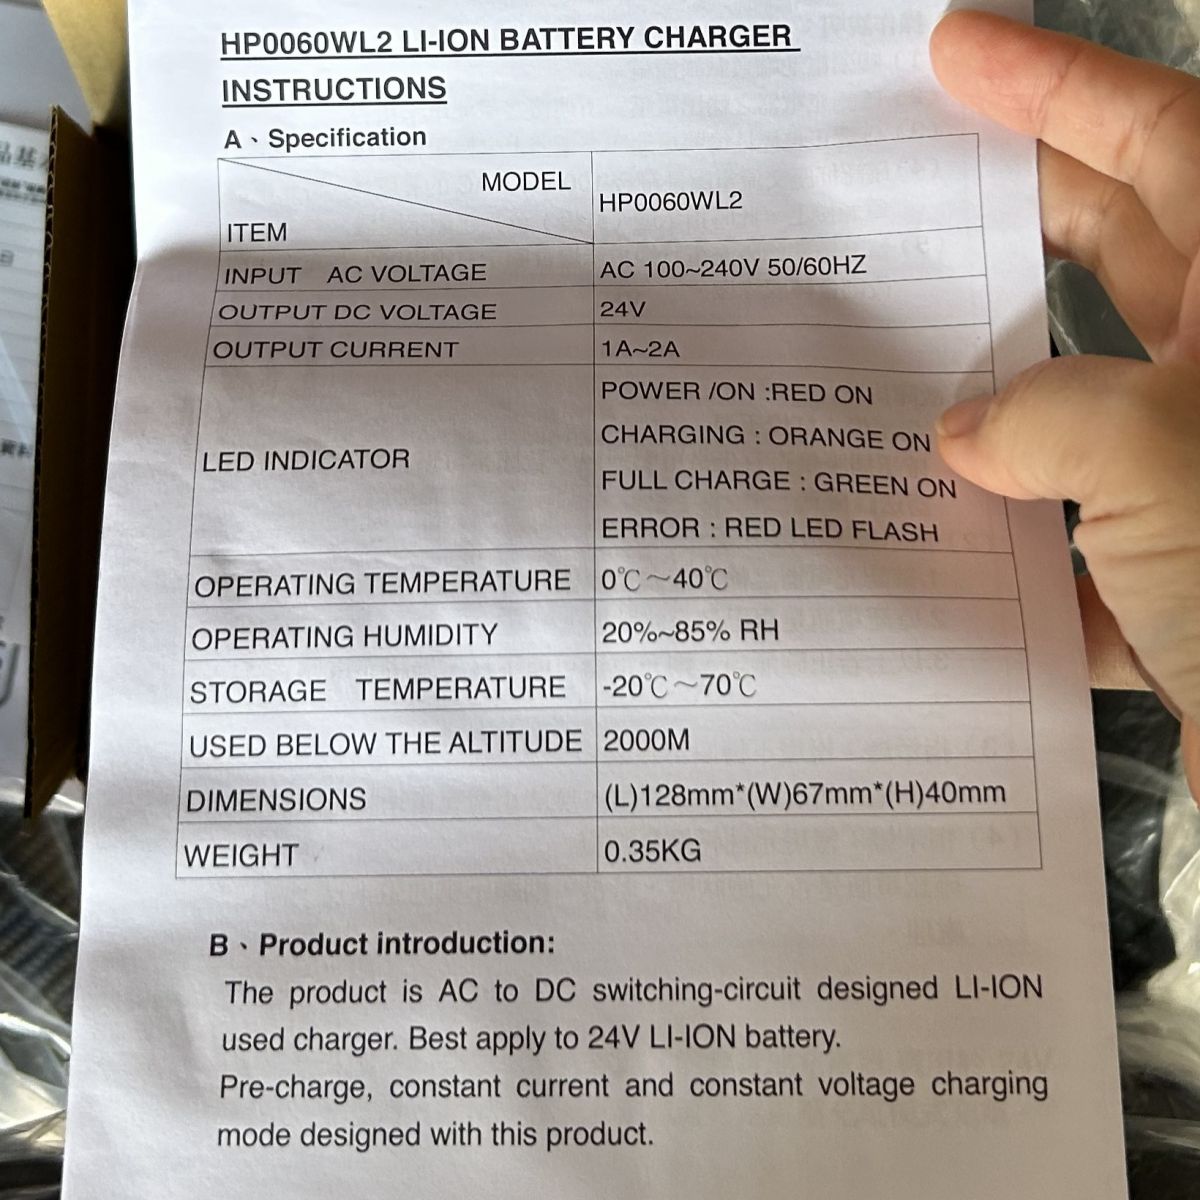 HP0060WL2 LI-ION BATTERY CHARGER
INSTRUCTIONS
A、Specification
MODEL
ITEM
HP0060WL2
INPUT AC VOLTAGE AC 100~240V 50/60HZ
OUTPUT DC VOLTAGE 24V
OUTPUT CURRENT 1A~2A
LED INDICATOR
POWER /ON :RED ON
CHARGING : ORANGE ON
FULL CHARGE : GREEN ON
ERROR : RED LED FLASH
OPERATING TEMPERATURE 0℃～40℃
OPERATING HUMIDITY 20%~85% RH
STORAGE TEMPERATURE -20℃～70℃
USED BELOW THE ALTITUDE 2000M
DIMENSIONS (L)128mm*(W)67mm*(H)40mm
WEIGHT 0.35KG
B、Product introduction:
The product is AC to DC switching-circuit designed LI-ION
used charger. Best apply to 24V LI-ION battery.
Pre-charge, constant current and constant voltage charging
mode designed with this product.